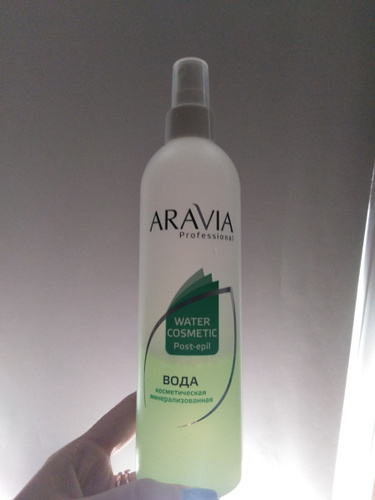 ARAVIA
Professional
WATER
COSMETIC
Post-epil
ВОДА
косметическая
минерализованная